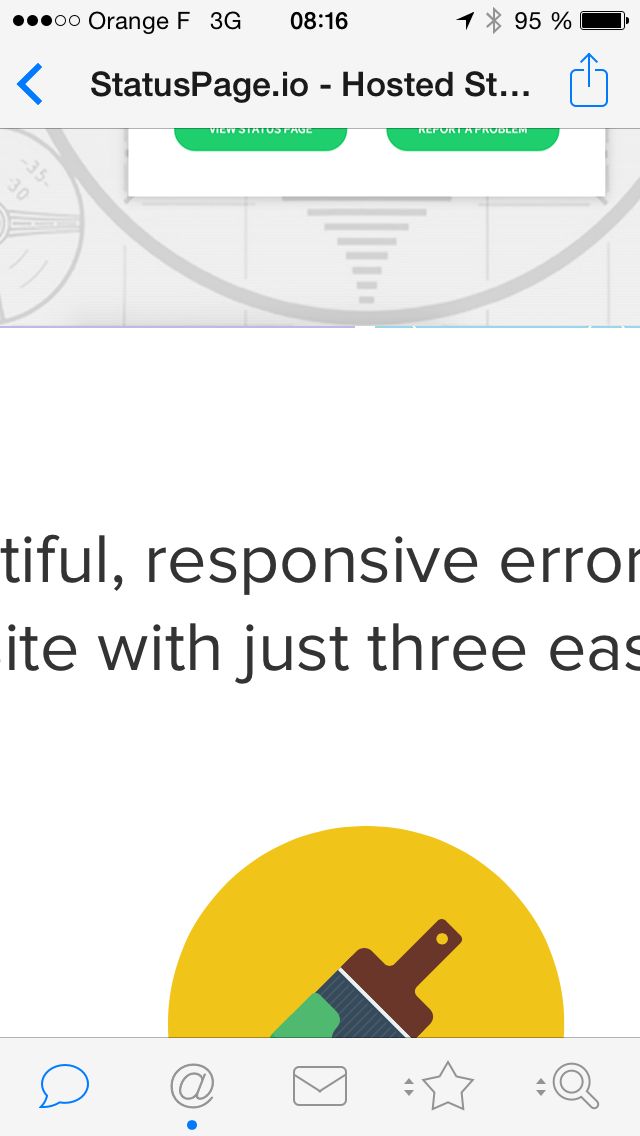 Orange F 3G 08:16 95 %
StatusPage.io - Hosted St...
VIEW STATUS PAGE REPORT A PROBLEM
-35-
-30
tiful, responsive error
site with just three eas
@